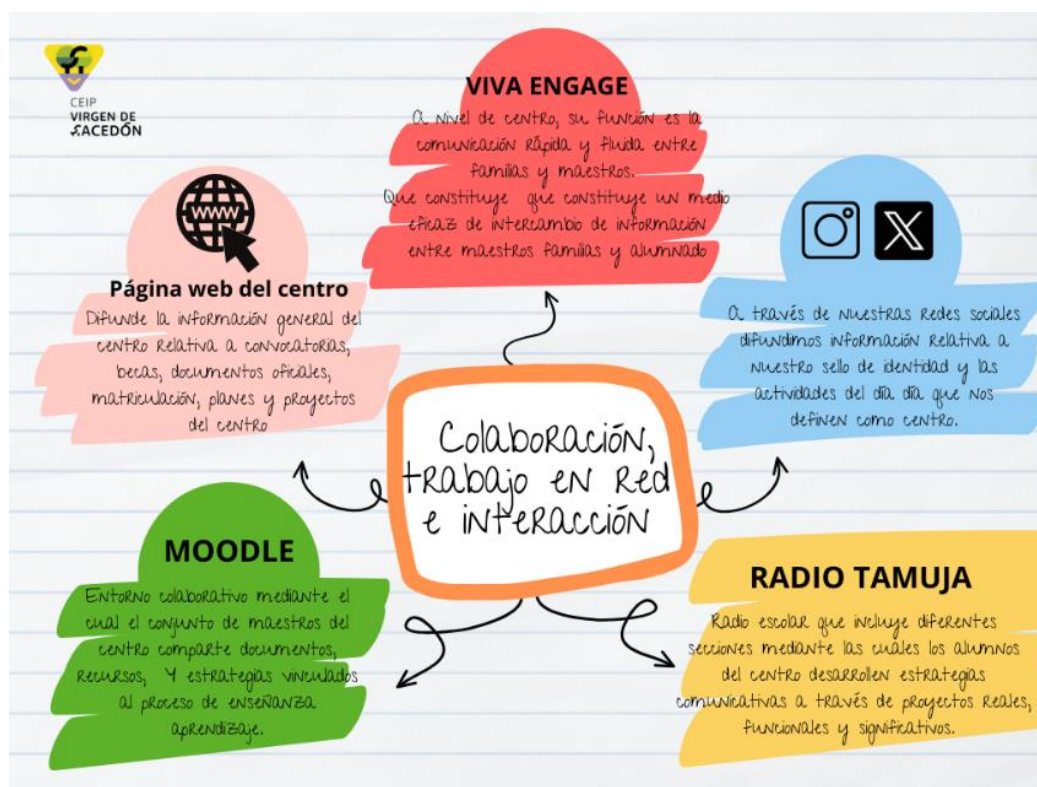 CEIP
VIRGEN DE
SACEDÓN
VIVA ENGAGE
A nivel de centro, su función es la
comunicación rápida y fluida entre
familias y maestros.
Que constituye que constituye un medio
eficaz de intercambio de información
entre maestros familias y alumnado
WWW
Página web del centro
Difunde la información general del
centro relativa a convocatorias,
becas, documentos oficiales,
matriculación, planes y proyectos
del centro
A través de nuestras redes sociales
difundimos información relativa a
nuestro sello de identidad y las
actividades del día día que nos
definen como centro.
Colaboración,
trabajo en red
e interacción
MOODLE
Entorno colaborativo mediante el
cual el conjunto de maestros del
centro comparte documentos,
recursos, Y estrategias vinculados
al proceso de enseñanza
aprendizaje.
RADIO TAMUJA
Radio escolar que incluye diferentes
secciones mediante las cuales los alumnos
del centro desarrollen estrategias
comunicativas a través de proyectos reales,
funcionales y significativos.